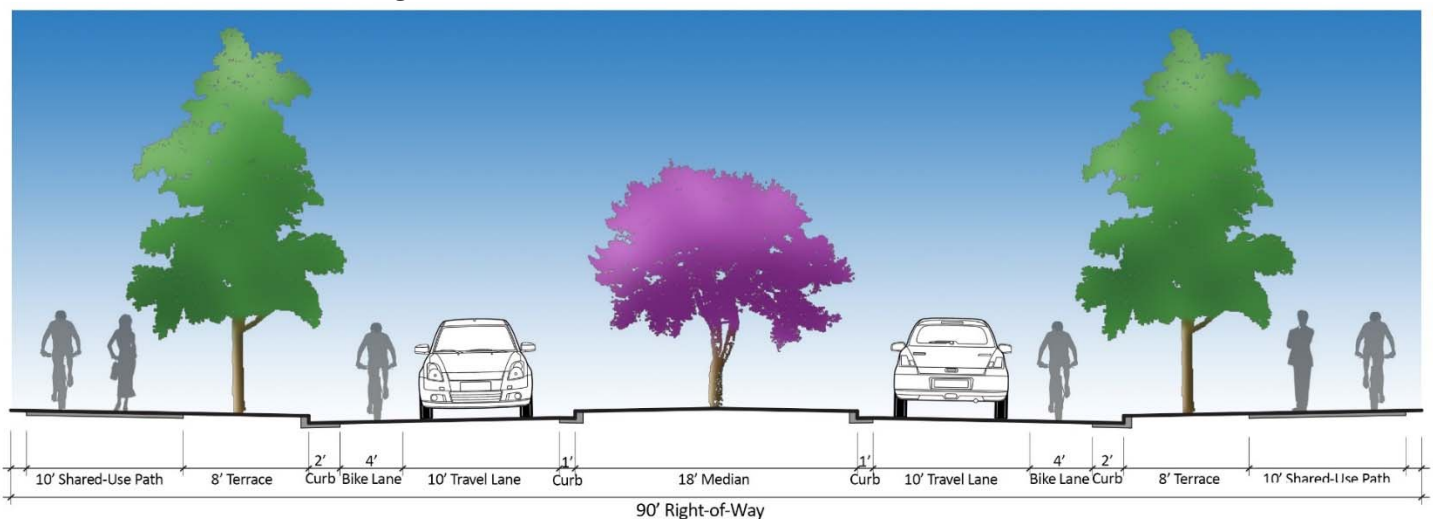 2' 4' 1' 1' 4' 2'
10' Shared-Use Path 8' Terrace Curb Bike Lane 10' Travel Lane Curb 18' Median Curb 10' Travel Lane Bike Lane Curb 8' Terrace 10' Shared-Use Path
90' Right-of-Way